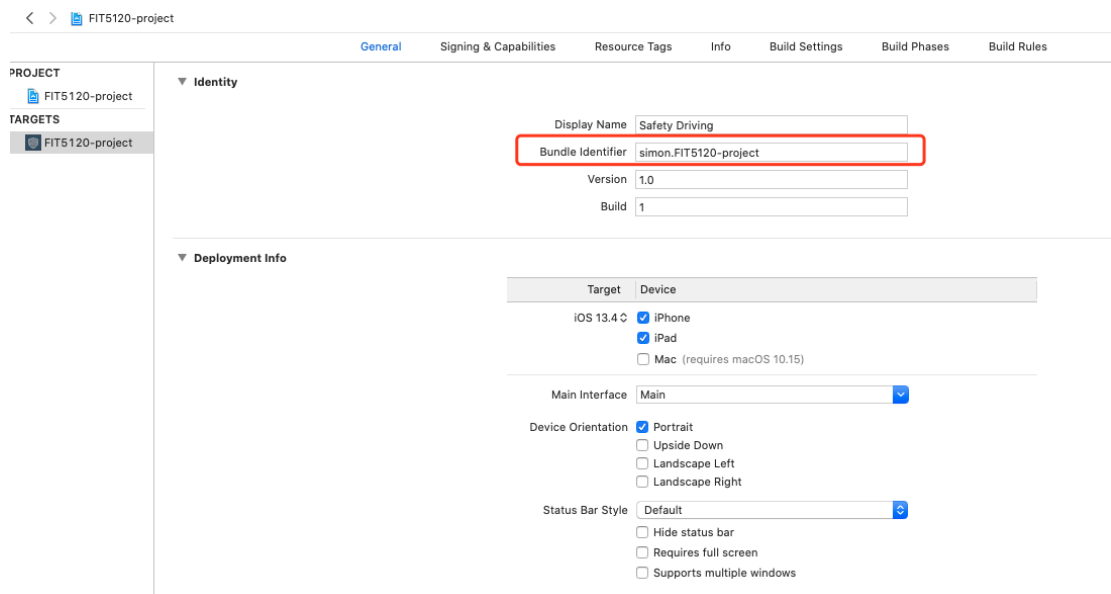 FIT5120-project
General Signing & Capabilities Resource Tags Info Build Settings Build Phases Build Rules
PROJECT
FIT5120-project
TARGETS
FIT5120-project
Identity
Display Name Safety Driving
Bundle Identifier simon.FIT5120-project
Version 1.0
Build 1
Deployment Info
Target Device
iOS 13.4 iPhone
iPad
Mac (requires macOS 10.15)
Main Interface Main
Device Orientation Portrait
Upside Down
Landscape Left
Landscape Right
Status Bar Style Default
Hide status bar
Requires full screen
Supports multiple windows